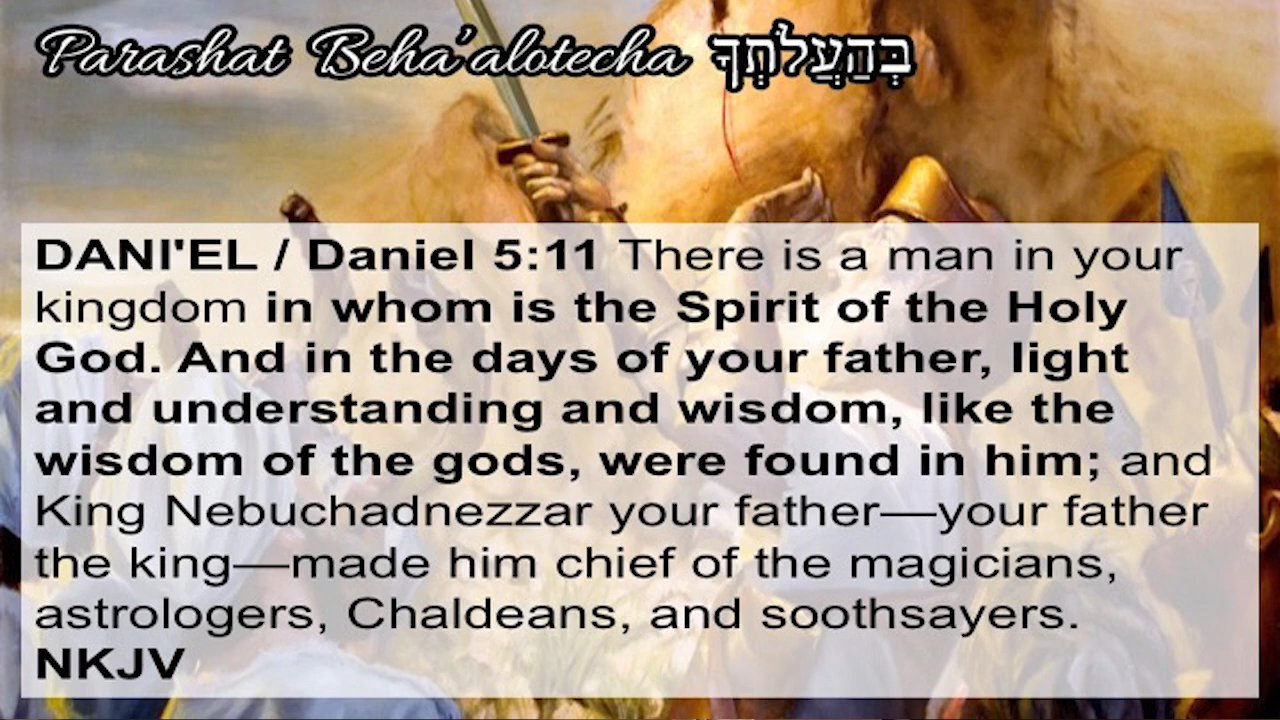 Parashat Beha'alotecha בְּהַעֲלֹתְךָ
DANI'EL / Daniel 5:11 There is a man in your
kingdom in whom is the Spirit of the Holy
God. And in the days of your father, light
and understanding and wisdom, like the
wisdom of the gods, were found in him; and
King Nebuchadnezzar your father—your father
the king—made him chief of the magicians,
astrologers, Chaldeans, and soothsayers.
NKJV